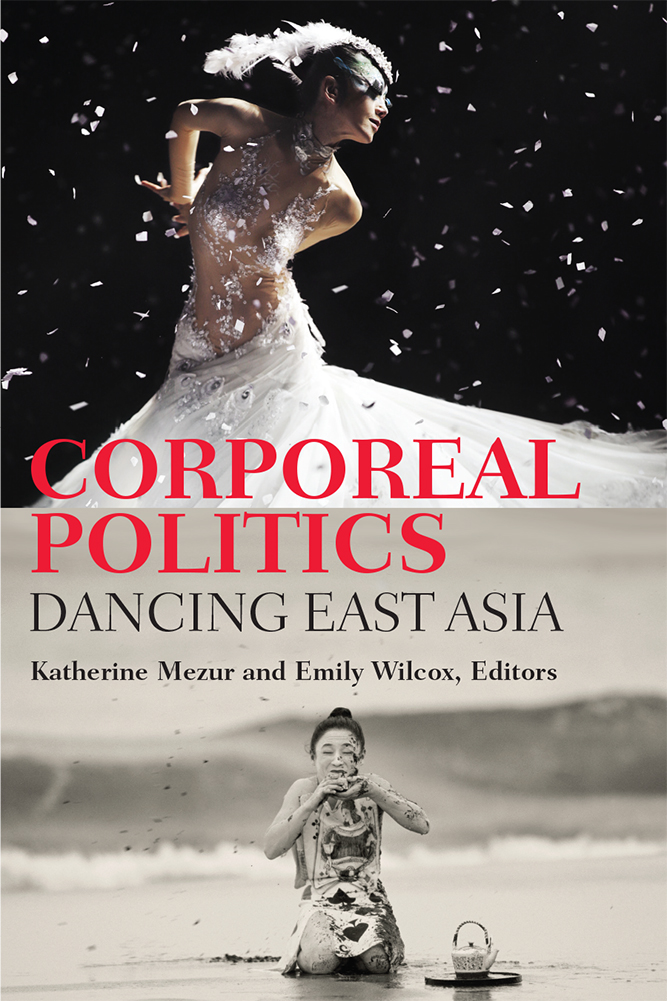 CORPOREAL
POLITICS
DANCING EAST ASIA
Katherine Mezur and Emily Wilcox, Editors